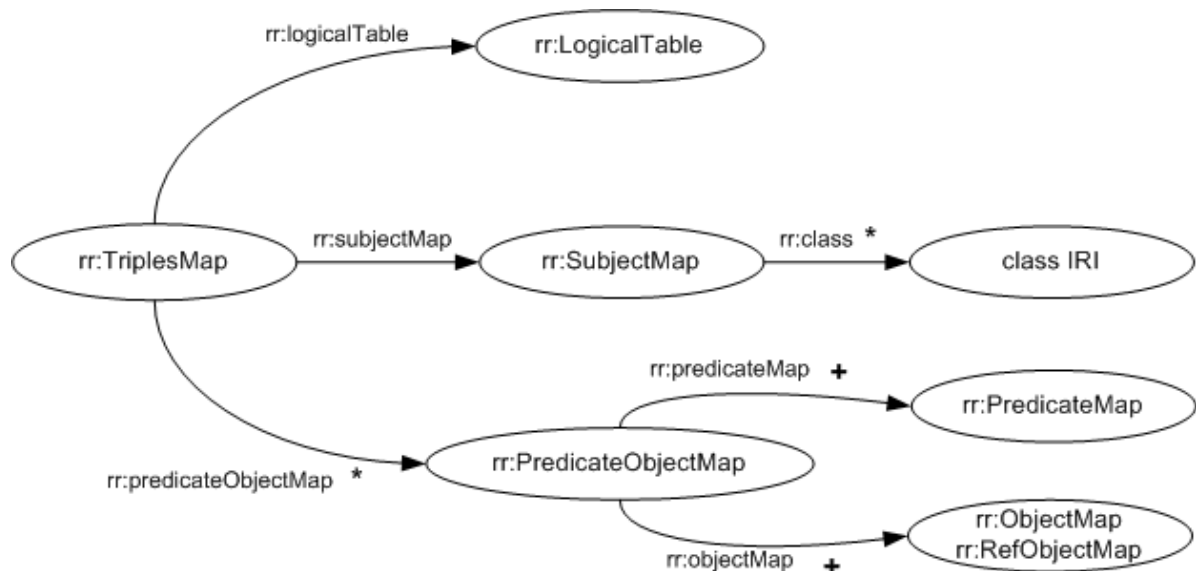 rr:logicalTable
rr:LogicalTable
rr:TriplesMap
rr:subjectMap
rr:SubjectMap
rr:class *
class IRI
rr:predicateMap +
rr:PredicateMap
rr:predicateObjectMap *
rr:PredicateObjectMap
rr:objectMap +
rr:ObjectMap
rr:RefObjectMap